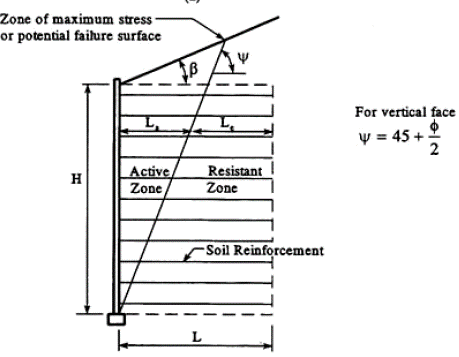 Zone of maximum stress
or potential failure surface
ψ
β
For vertical face
ψ = 45 + ϕ/2
Lₐ
Lₑ
H
Active
Zone
Resistant
Zone
Soil Reinforcement
L